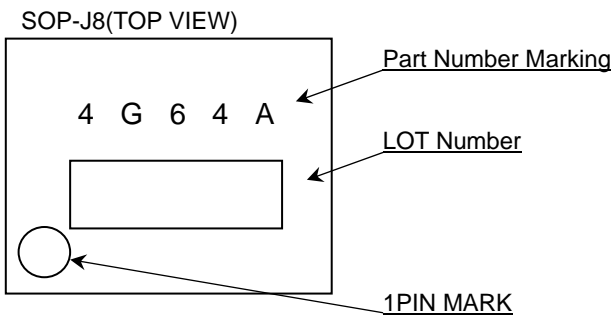 SOP-J8(TOP VIEW)
Part Number Marking
4 G 6 4 A
LOT Number
1PIN MARK